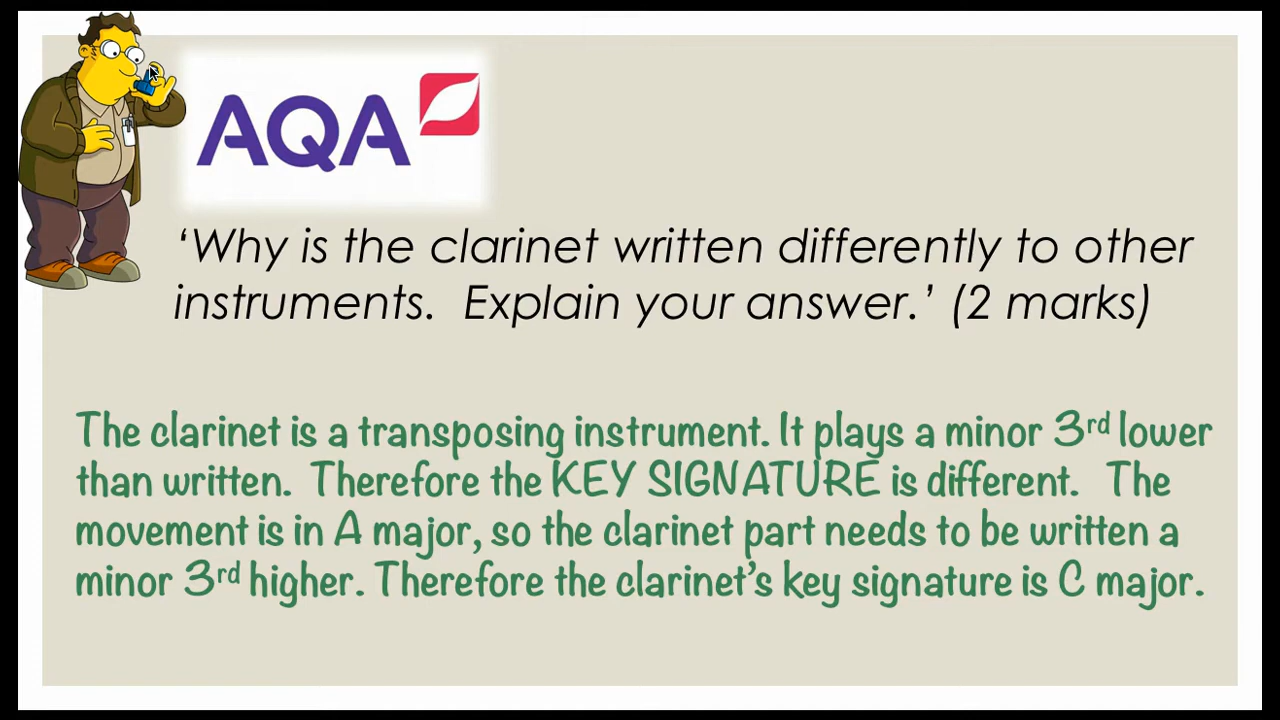 AQA
‘Why is the clarinet written differently to other
instruments.  Explain your answer.’ (2 marks)
The clarinet is a transposing instrument. It plays a minor 3rd lower
than written.  Therefore the KEY SIGNATURE is different.   The
movement is in A major, so the clarinet part needs to be written a
minor 3rd higher. Therefore the clarinet’s key signature is C major.